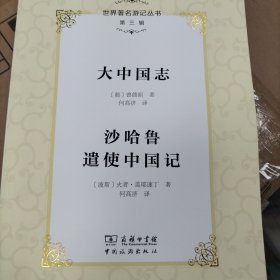 世界著名游记丛书
第三辑
大中国志
〔葡〕曾德昭 著
何高济 译
沙哈鲁
遣使中国记
〔波斯〕火者·盖耶速丁 著
何高济 译
商务印书馆
中国旅游出版社